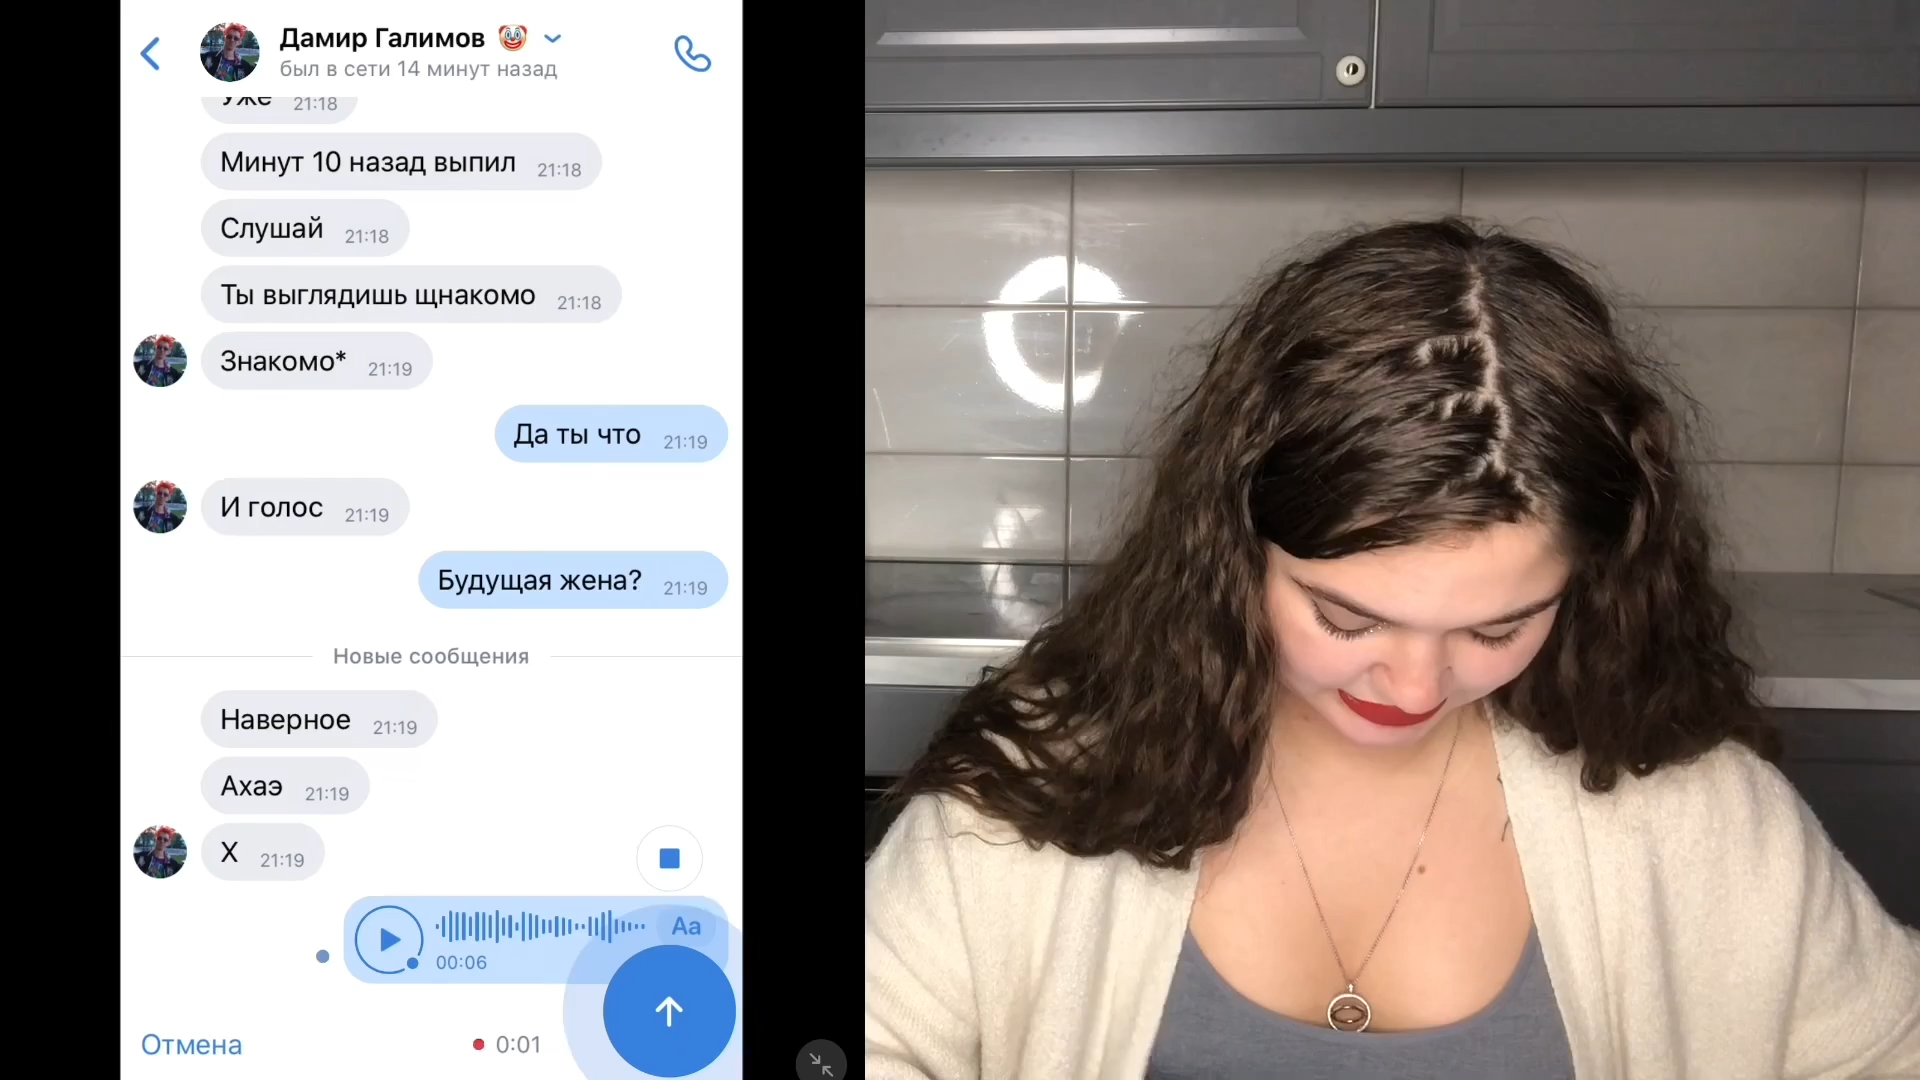 Дамир Галимов
был в сети 14 минут назад
Уже 21:18
Минут 10 назад выпил 21:18
Слушай 21:18
Ты выглядишь щнакомо 21:18
Знакомо* 21:19
Да ты что 21:19
И голос 21:19
Будущая жена? 21:19
Новые сообщения
Наверное 21:19
Ахаэ 21:19
Х 21:19
Aa
00:06
Отмена 0:01